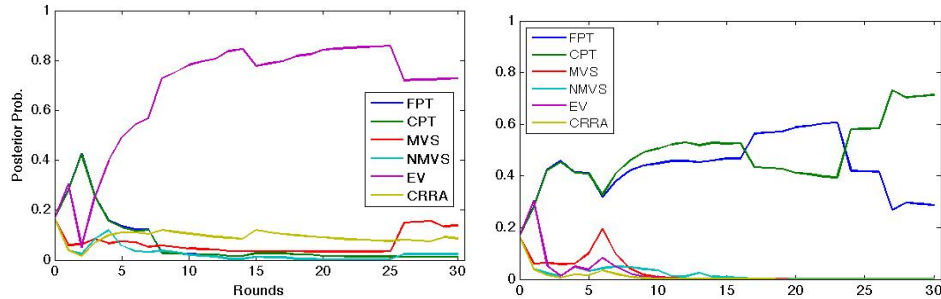 1
0.8
0.6
0.4
0.2
0
Posterior Prob.
0 5 10 15 20 25 30
Rounds
FPT
CPT
MVS
NMVS
EV
CRRA
1
0.8
0.6
0.4
0.2
0
0 5 10 15 20 25 30
FPT
CPT
MVS
NMVS
EV
CRRA